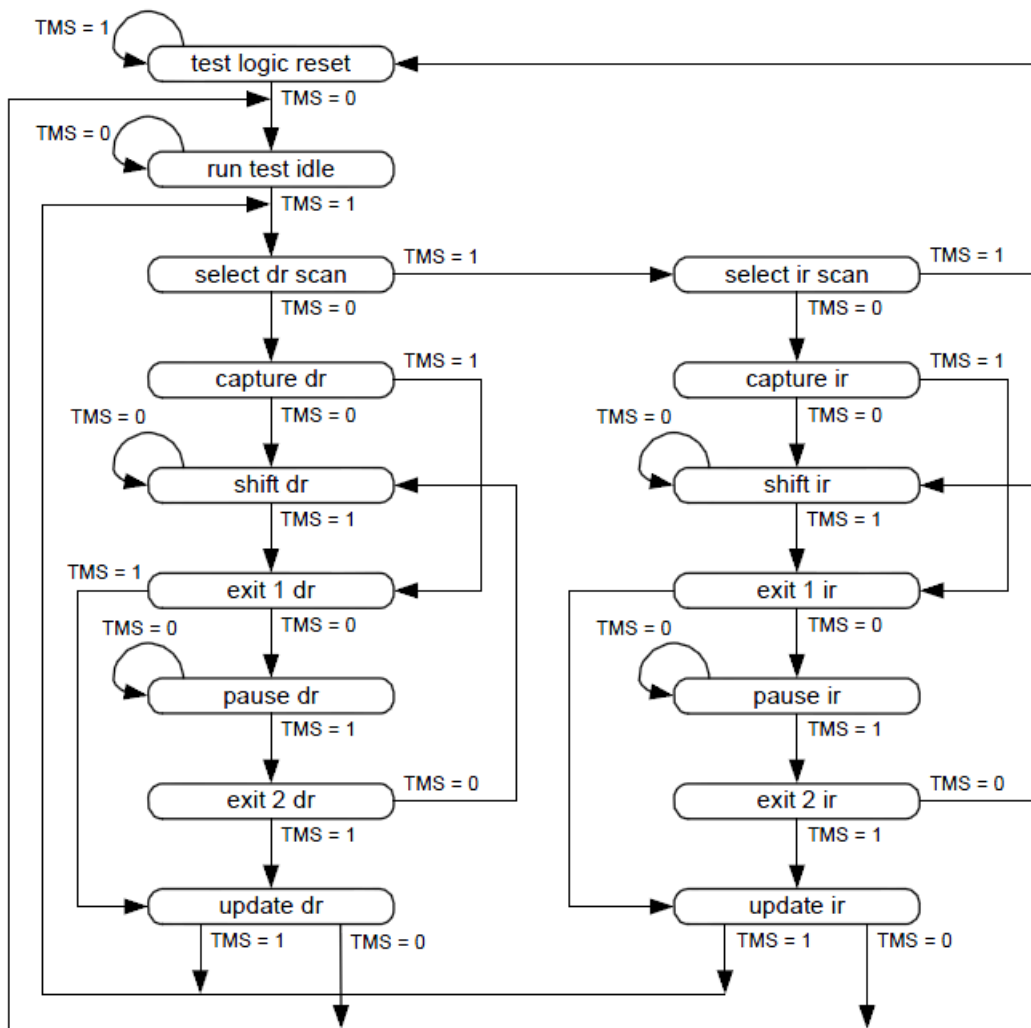 TMS = 1
test logic reset
TMS = 0
TMS = 0
run test idle
TMS = 1
select dr scan
TMS = 1
select ir scan
TMS = 1
TMS = 0
TMS = 0
capture dr
TMS = 1
capture ir
TMS = 1
TMS = 0
TMS = 0
TMS = 0
TMS = 0
shift dr
shift ir
TMS = 1
TMS = 1
TMS = 1
exit 1 dr
exit 1 ir
TMS = 0
TMS = 0
TMS = 0
TMS = 0
pause dr
pause ir
TMS = 1
TMS = 1
exit 2 dr
TMS = 0
exit 2 ir
TMS = 0
TMS = 1
TMS = 1
update dr
update ir
TMS = 1
TMS = 0
TMS = 1
TMS = 0